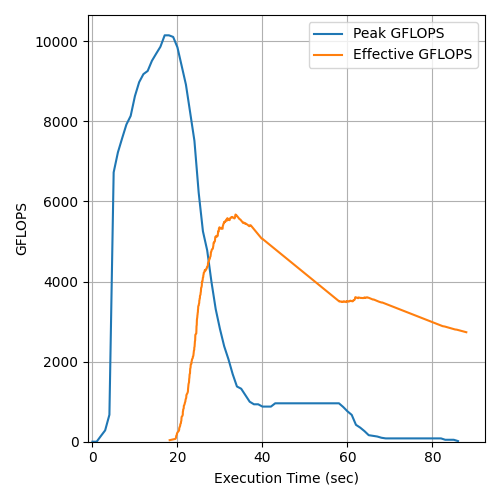 Peak GFLOPS
Effective GFLOPS
10000
8000
6000
4000
2000
0
GFLOPS
0 20 40 60 80
Execution Time (sec)